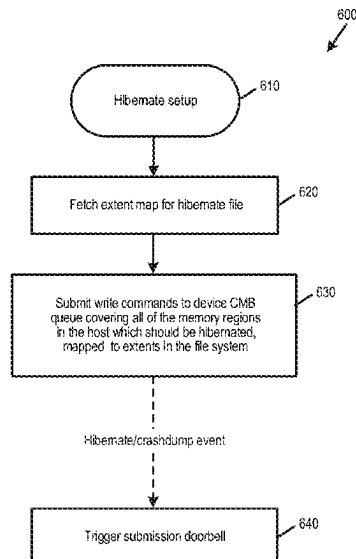 600
Hibernate setup
610
Fetch extent map for hibernate file
620
Submit write commands to device CMB
queue covering all of the memory regions
in the host which should be hibernated,
mapped to extents in the file system
630
Hibernate/crashdump event
Trigger submission doorbell
640